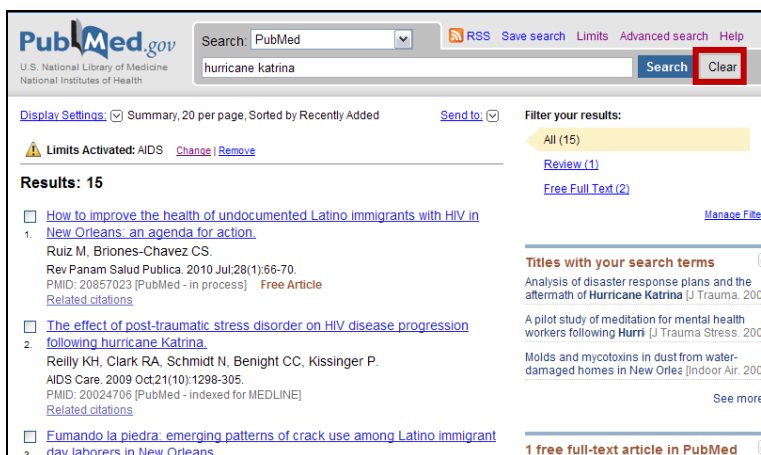 PubMed.gov
U.S. National Library of Medicine
National Institutes of Health
Search: PubMed
RSS Save search Limits Advanced search Help
hurricane katrina
Search Clear
Display Settings: Summary, 20 per page, Sorted by Recently Added
Send to:
Limits Activated: AIDS Change | Remove
Results: 15
1. How to improve the health of undocumented Latino immigrants with HIV in
New Orleans: an agenda for action.
Ruiz M, Briones-Chavez CS.
Rev Panam Salud Publica. 2010 Jul;28(1):66-70.
PMID: 20857023 [PubMed - in process] Free Article
Related citations
2. The effect of post-traumatic stress disorder on HIV disease progression
following hurricane Katrina.
Reilly KH, Clark RA, Schmidt N, Benight CC, Kissinger P.
AIDS Care. 2009 Oct;21(10):1298-305.
PMID: 20024706 [PubMed - indexed for MEDLINE]
Related citations
Fumando la piedra: emerging patterns of crack use among Latino immigrant
day laborers in New Orleans.
Filter your results:
All (15)
Review (1)
Free Full Text (2)
Manage Filte
Titles with your search terms
Analysis of disaster response plans and the
aftermath of Hurricane Katrina [J Trauma. 200
A pilot study of meditation for mental health
workers following Hurri [J Trauma Stress. 200
Molds and mycotoxins in dust from water-
damaged homes in New Orlea [Indoor Air. 200
See more
1 free full-text article in PubMed